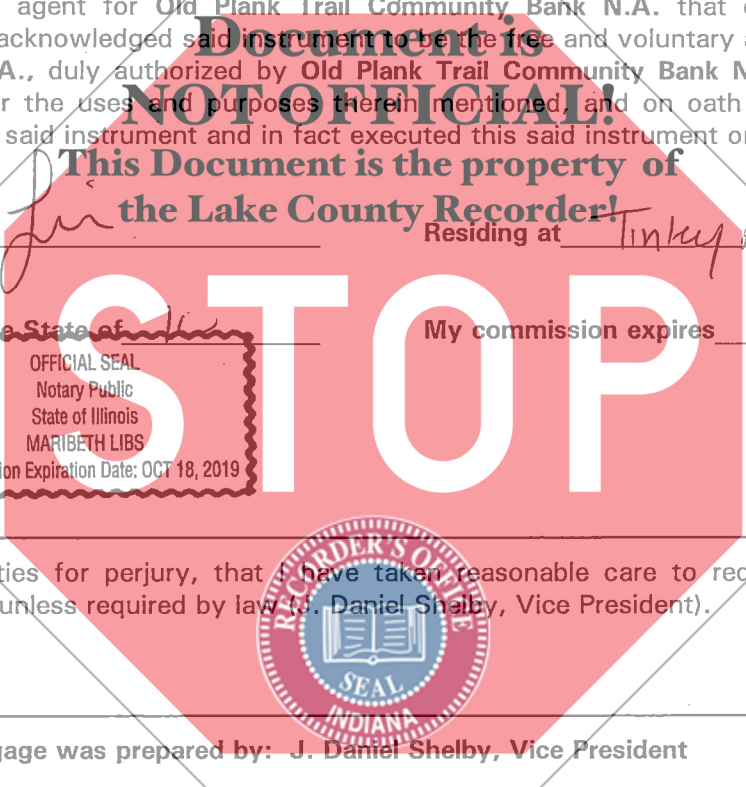 agent for Old Plank Trail Community Bank N.A. that
acknowledged said instrument to be the free and voluntary
A., duly authorized by Old Plank Trail Community Bank N
r the uses and purposes therein mentioned, and on oath
said instrument and in fact executed this said instrument
Document is
NOT OFFICIAL!
This Document is the property of
the Lake County Recorder!
Residing at Tinley
e State of
My commission expires
STOP
OFFICIAL SEAL
Notary Public
State of Illinois
MARIBETH LIBS
ion Expiration Date: OCT 18, 2019
RECORDER'S OFFICE
SEAL
INDIANA
ties for perjury, that I have taken reasonable care to
unless required by law (J. Daniel Shelby, Vice President).
gage was prepared by: J. Daniel Shelby, Vice President